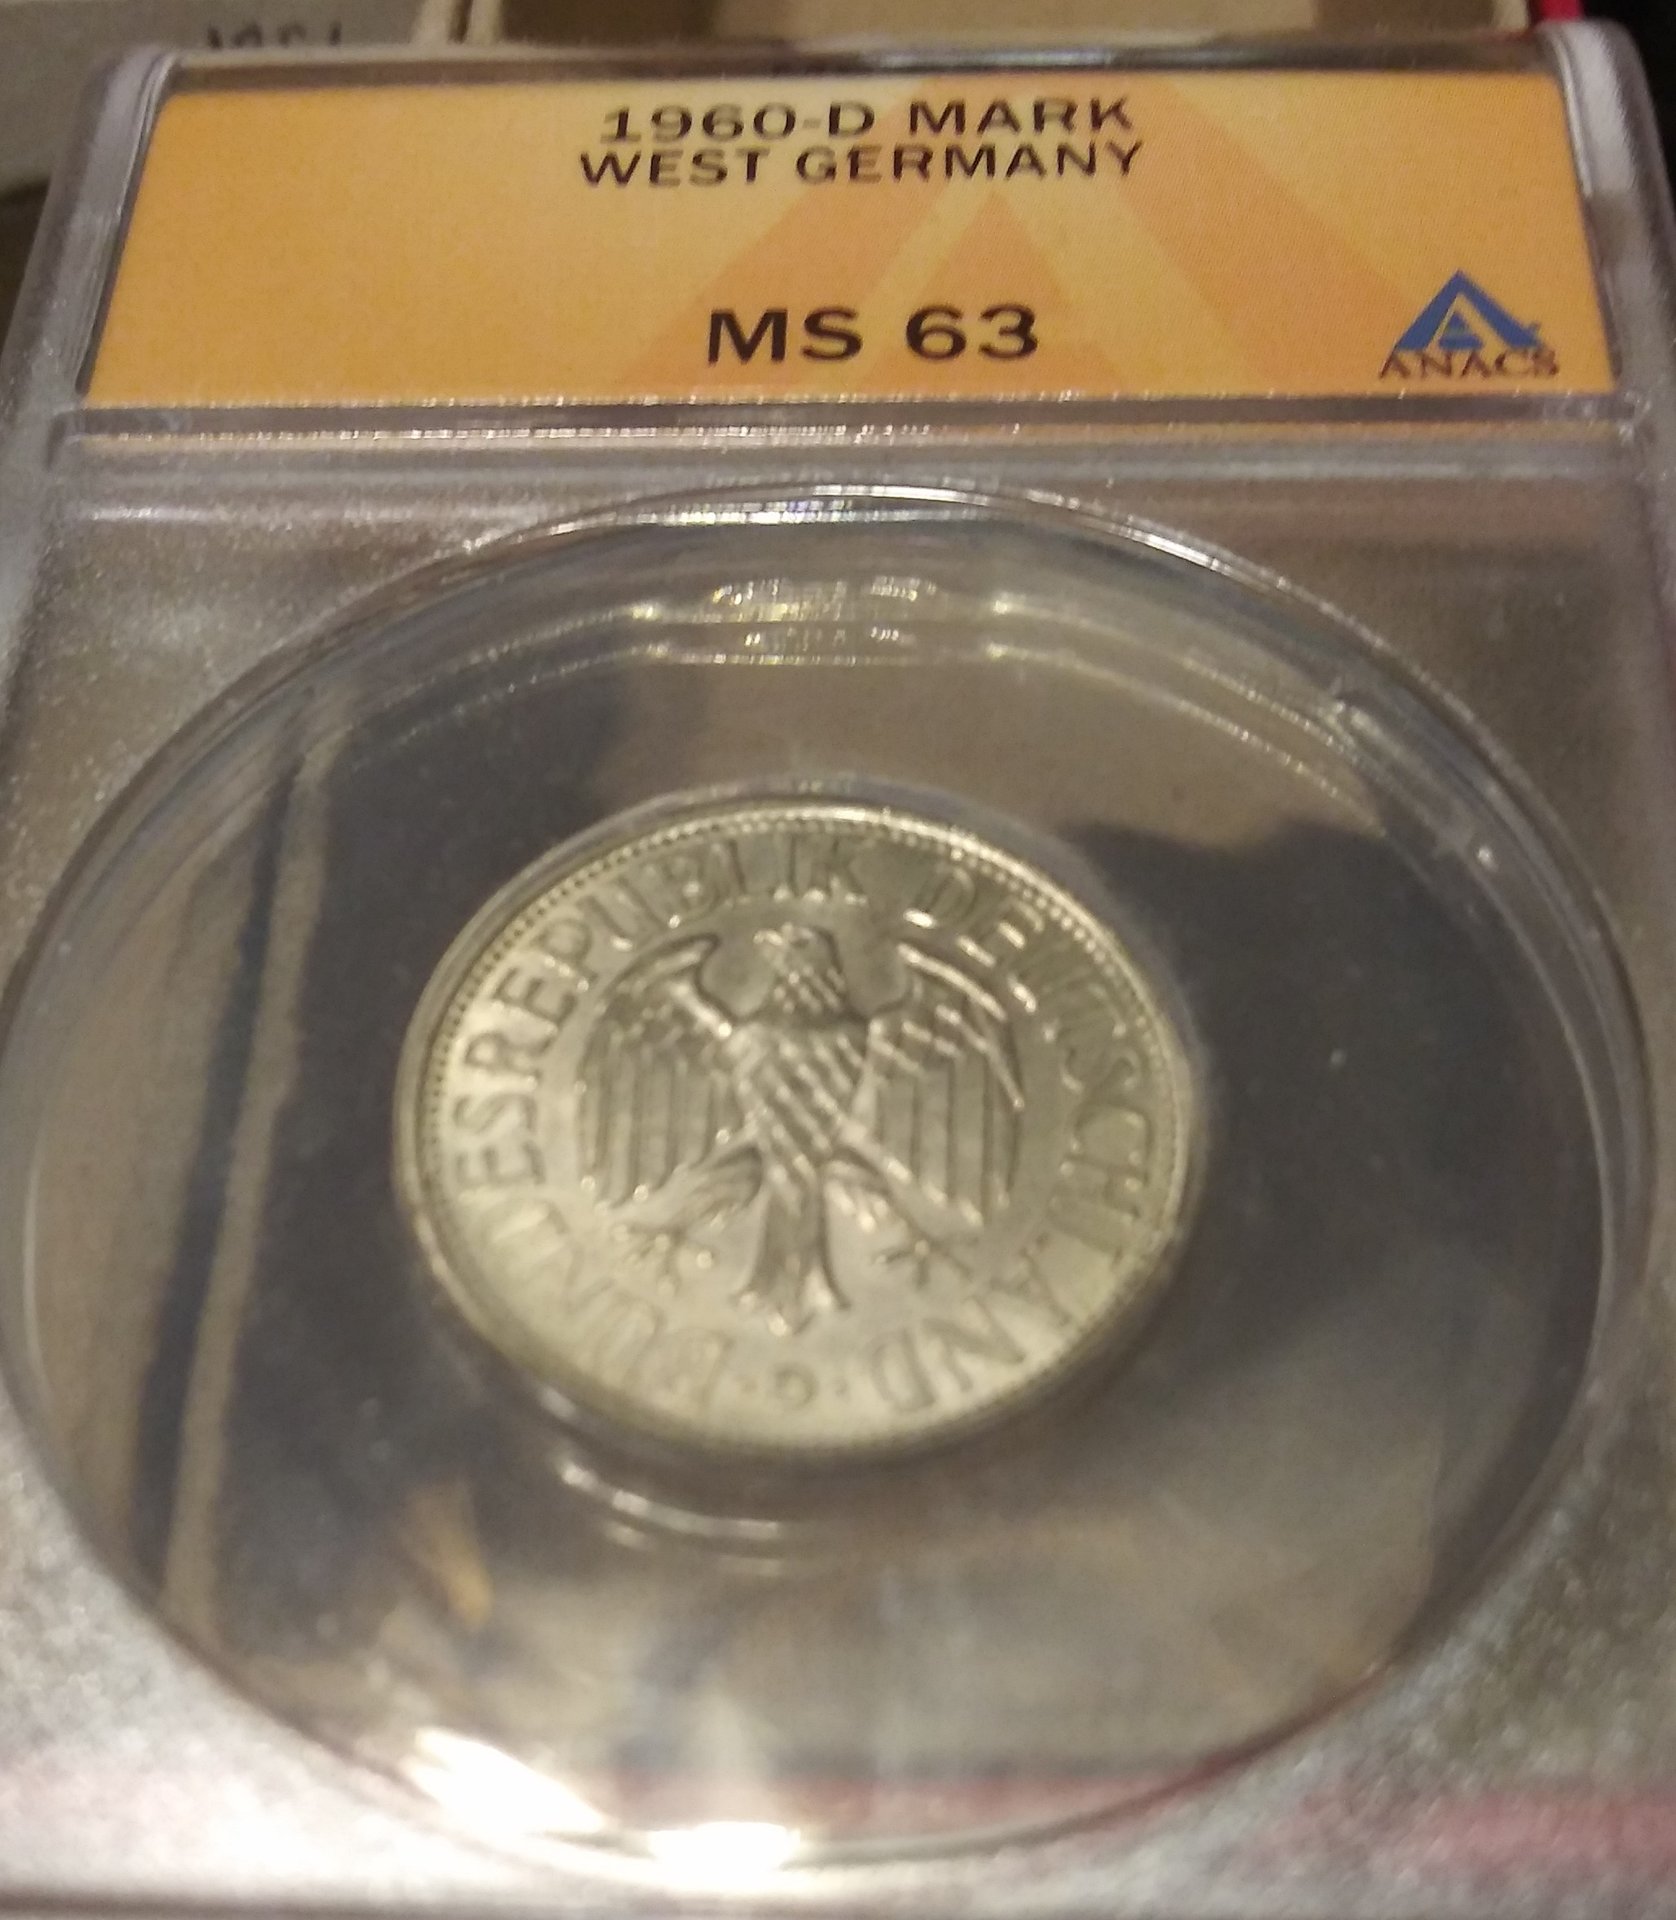 1960-D MARK
WEST GERMANY
MS 63
ANACS
BUNDESREPUBLIK DEUTSCHLAND
· G ·